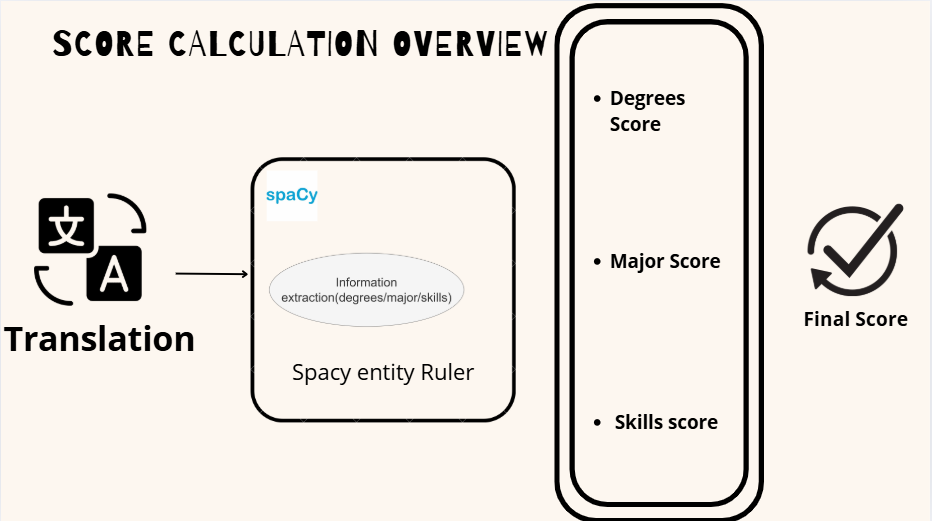 SCORE CALCULATION OVERVIEW
文
A
Translation
spaCy
Information
extraction(degrees/major/skills)
Spacy entity Ruler
• Degrees
Score
• Major Score
• Skills score
Final Score